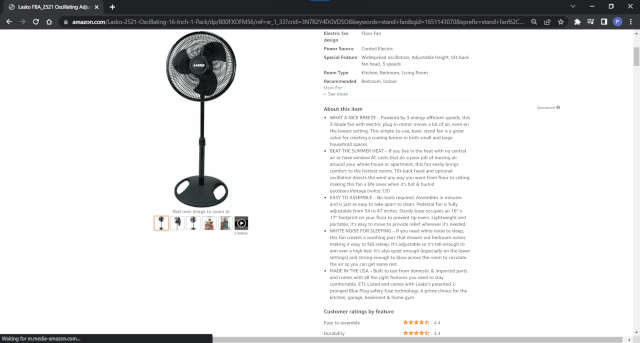 Lasko FBA_2521 Oscillating Adju...
amazon.com/Lasko-2521-Oscillating-16-Inch-1-Pack/dp/B00FXOFM56/ref=sr_1_33?crid=3N7R2Y4DGVD5O&keywords=stand+fan&qid=1651143070&sprefix=stand+fan%2C...
Electric fan
design
Floor Fan
Power Source Corded Electric
Special Feature Widespread oscillation, Adjustable height, tilt-back
fan head, 3 speeds
Room Type Kitchen, Bedroom, Living Room
Recommended Bedroom, Indoor
Uses For
See more
About this item
• WHAT A NICE BREEZE – Powered by 3 energy-efficient speeds, this
3-blade fan with electric plug-in motor moves a lot of air, even on
the lowest setting. This simple-to-use, basic stand fan is a great
value for creating a cooling breeze in both small and large
household spaces.
• BEAT THE SUMMER HEAT – If you live in the heat with no central
air or have window AC units that do a poor job of moving air
around your whole house or apartment, this fan easily brings
comfort to the hottest rooms. Tilt-back head and optional
oscillation directs the wind any way you want from floor to ceiling
making this fan a life saver when it's hot & humid
outdoors.Voltage (volts):120
• EASY TO ASSEMBLE – No tools required. Assembles in minutes
and is just as easy to take apart to clean. Pedestal fan is fully
adjustable from 34 to 47 inches. Sturdy base occupies an 18" x
17" footprint on your floor to prevent tip overs. Lightweight and
portable, it's easy to move to provide relief wherever it's needed.
• WHITE NOISE FOR SLEEPING – If you need white noise to sleep,
this fan creates a soothing purr that drowns out bedroom noises
making it easy to fall asleep. It's adjustable so it's tall enough to
arm over a high bed. It's also quiet enough (especially on the lower
settings) and strong enough to blow across the room to circulate
the air so you can get some rest.
• MADE IN THE USA – Built to last from domestic & imported parts
and comes with all the right features you need to stay
comfortable. ETL Listed and comes with Lasko's patented 2-
pronged Blue Plug safety fuse technology. A prime choice for the
kitchen, garage, basement & home gym.
Customer ratings by feature
Easy to assemble 4.4
Durability 4.4
LASKO
Roll over image to zoom in
Sponsored
Waiting for m.media-amazon.com...